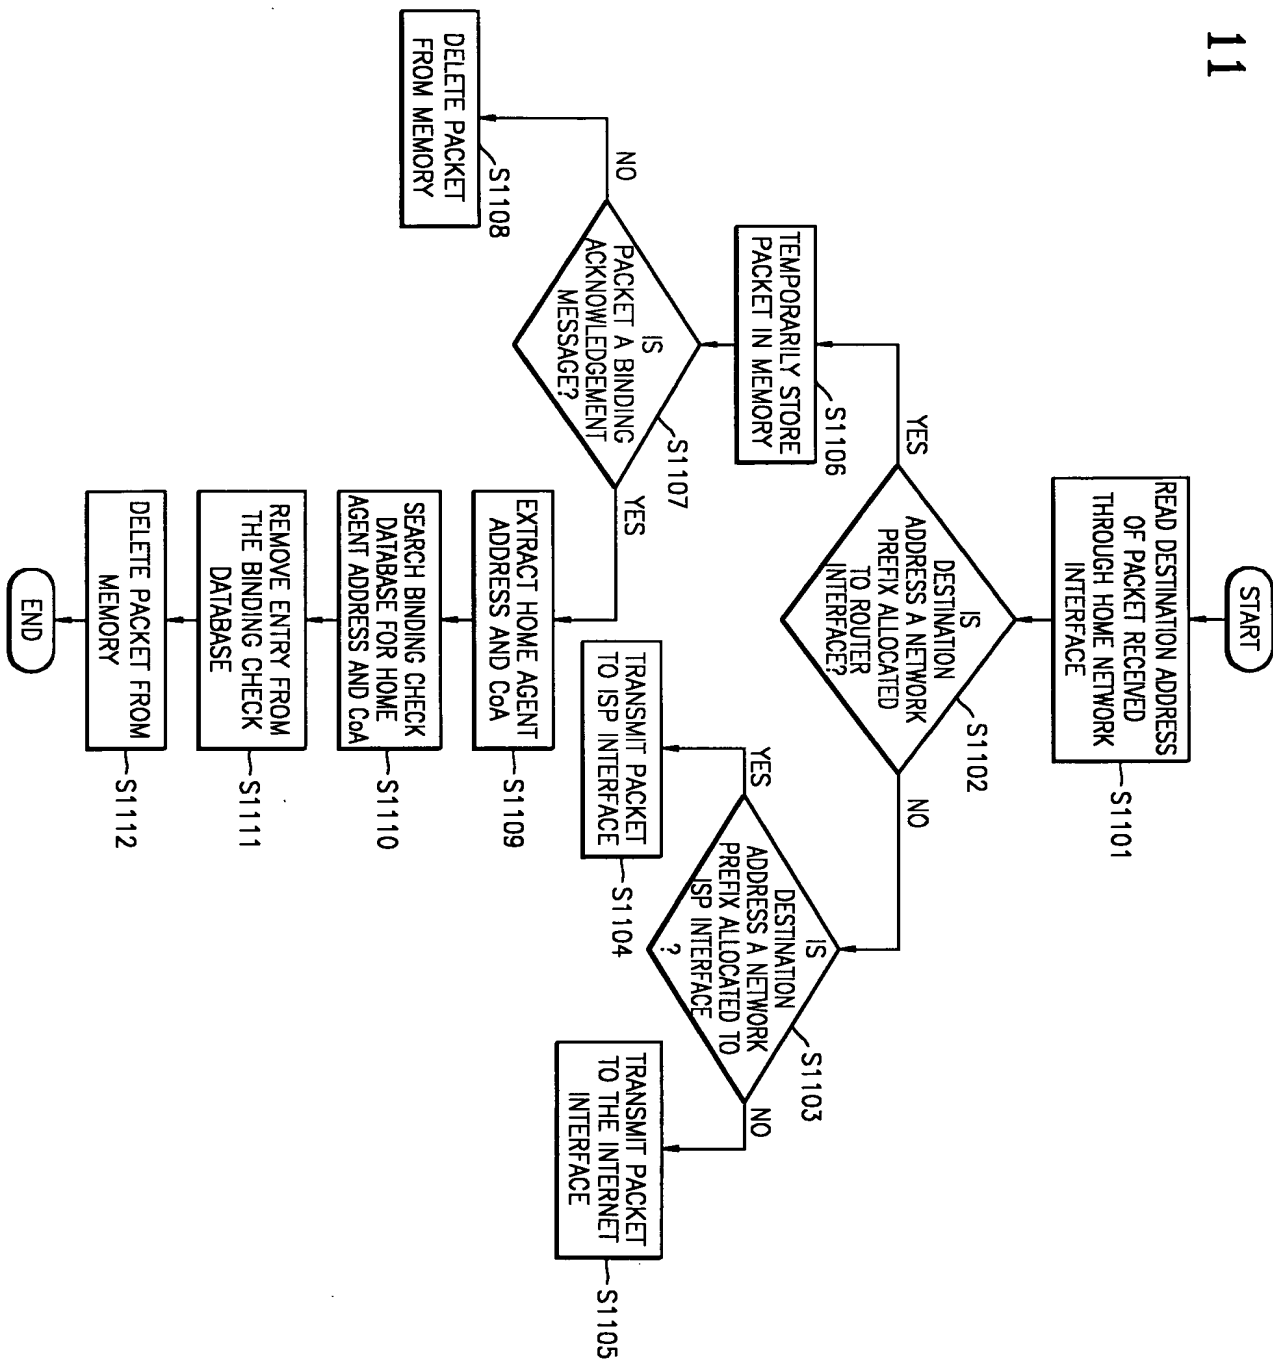 11
START
READ DESTINATION ADDRESS
OF PACKET RECEIVED
THROUGH HOME NETWORK
INTERFACE
S1101
IS
DESTINATION
ADDRESS A NETWORK
PREFIX ALLOCATED
TO ROUTER
INTERFACE?
S1102
YES
NO
TEMPORARILY STORE
PACKET IN MEMORY
S1106
IS
DESTINATION
ADDRESS A NETWORK
PREFIX ALLOCATED TO
ISP INTERFACE
?
S1103
IS
PACKET A BINDING
ACKNOWLEDGEMENT
MESSAGE?
S1107
YES
NO
TRANSMIT PACKET
TO ISP INTERFACE
S1104
TRANSMIT PACKET
TO THE INTERNET
INTERFACE
S1105
NO
YES
DELETE PACKET
FROM MEMORY
S1108
EXTRACT HOME AGENT
ADDRESS AND CoA
S1109
SEARCH BINDING CHECK
DATABASE FOR HOME
AGENT ADDRESS AND CoA
S1110
REMOVE ENTRY FROM
THE BINDING CHECK
DATABASE
S1111
DELETE PACKET FROM
MEMORY
S1112
END